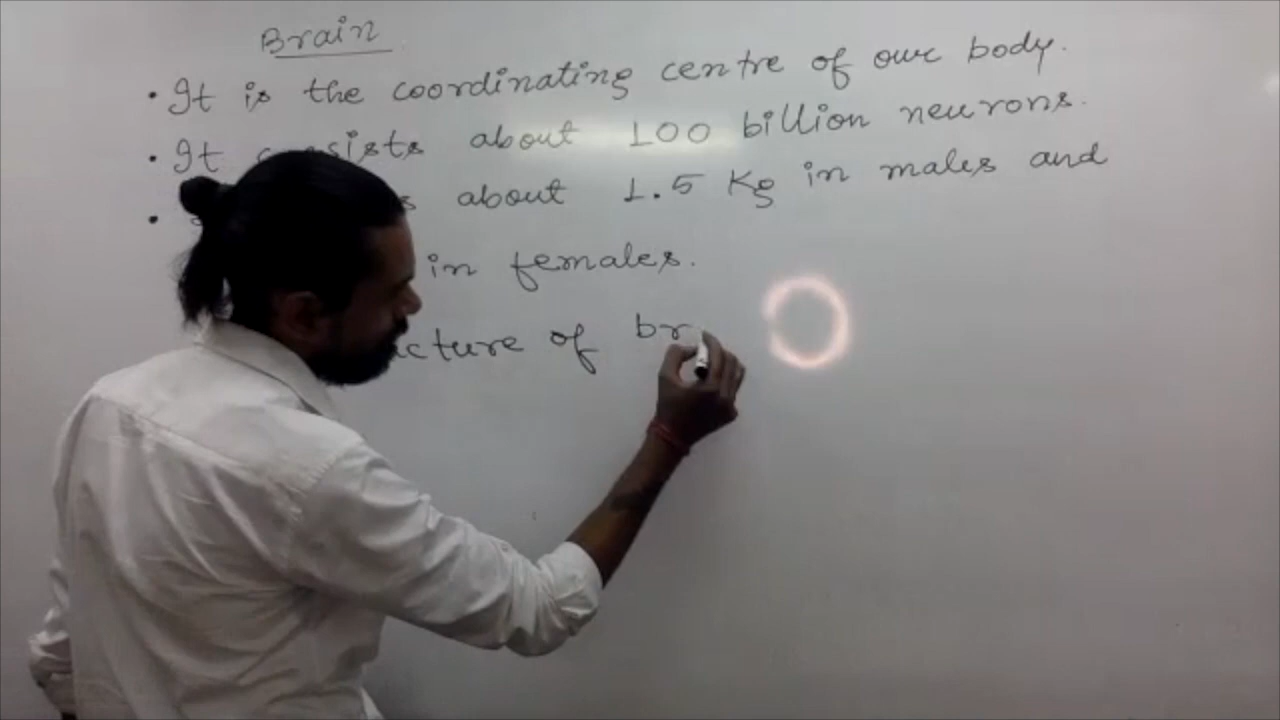 Brain
• It is the coordinating centre of our body.
• It about 100 billion neurons.
• about 1.5 Kg in males and
in females.
of br